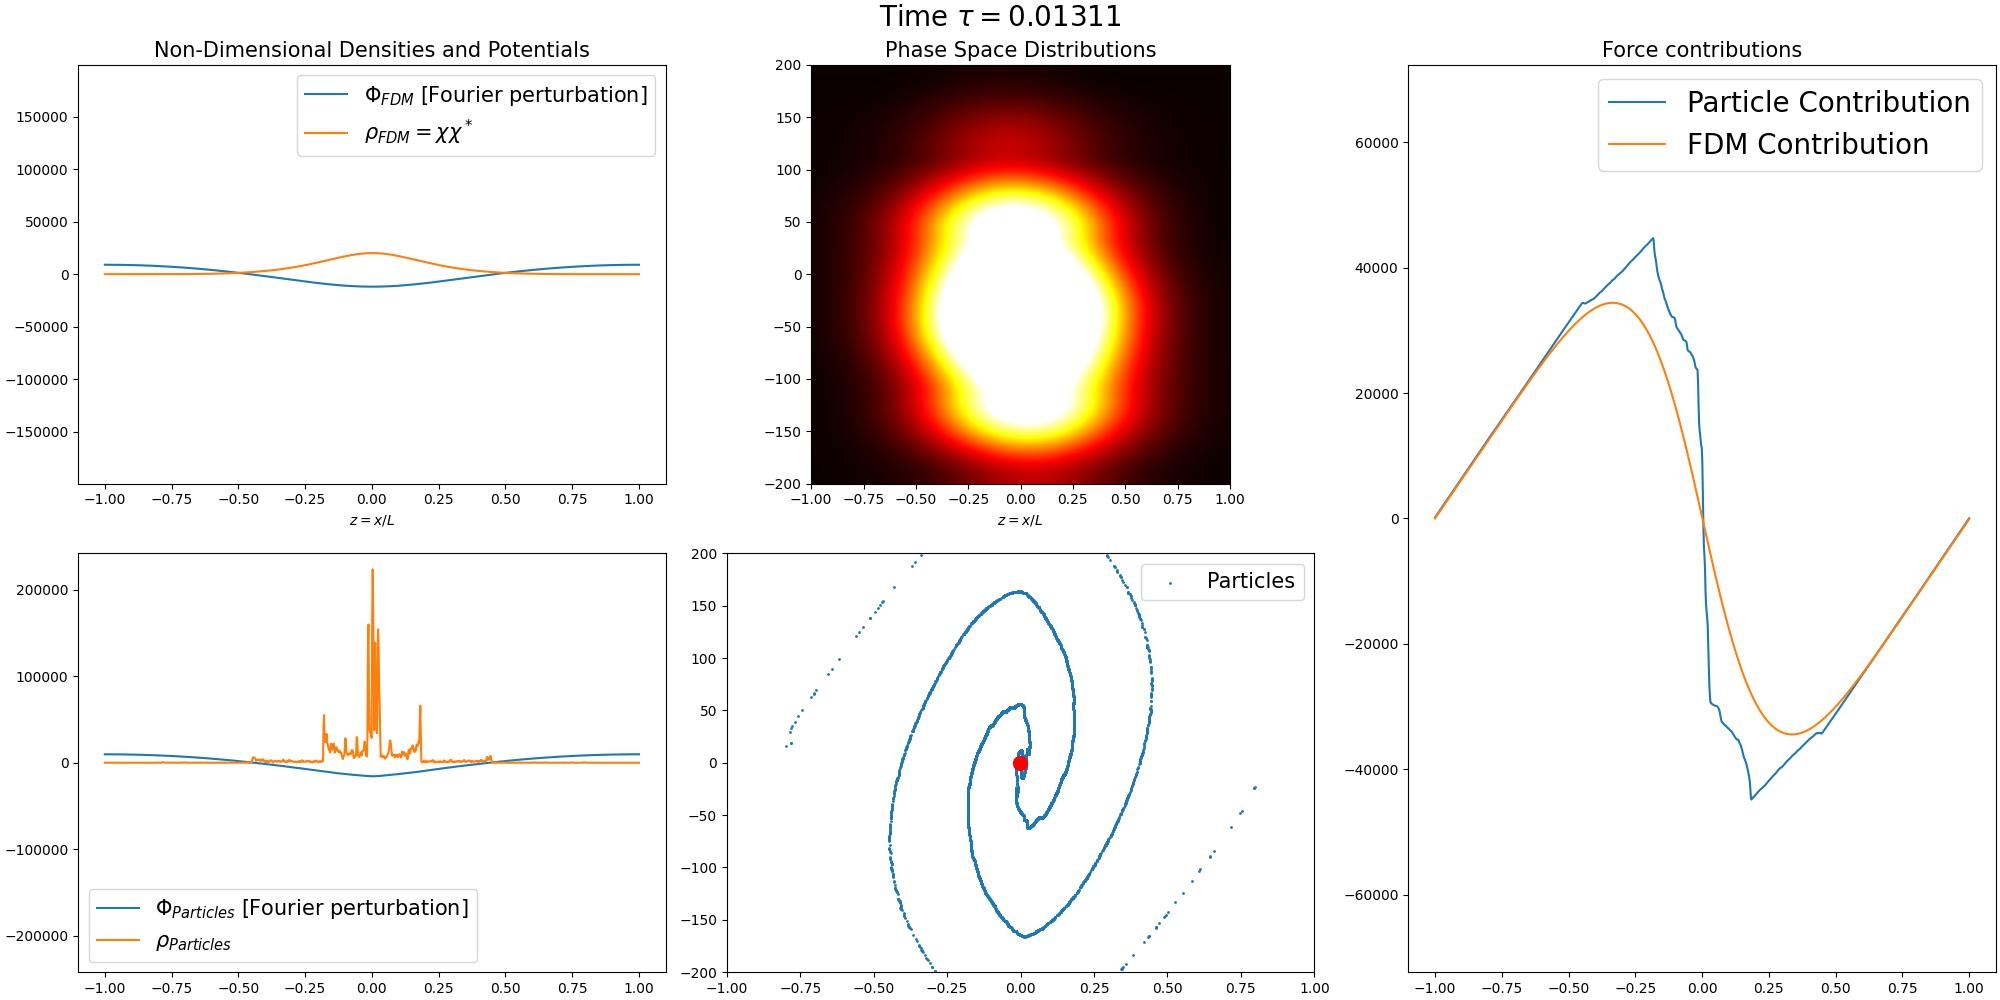 Time τ = 0.01311
Non-Dimensional Densities and Potentials
Φ_FDM [Fourier perturbation]
ρ_FDM = χχ*
150000
100000
50000
0
−50000
−100000
−150000
−1.00 −0.75 −0.50 −0.25 0.00 0.25 0.50 0.75 1.00
z = x/L
Phase Space Distributions
200
150
100
50
0
−50
−100
−150
−200
−1.00 −0.75 −0.50 −0.25 0.00 0.25 0.50 0.75 1.00
z = x/L
Force contributions
Particle Contribution
FDM Contribution
60000
40000
20000
0
−20000
−40000
−60000
−1.00 −0.75 −0.50 −0.25 0.00 0.25 0.50 0.75 1.00
200000
100000
0
−100000
−200000
Φ_Particles [Fourier perturbation]
ρ_Particles
−1.00 −0.75 −0.50 −0.25 0.00 0.25 0.50 0.75 1.00
Particles
200
150
100
50
0
−50
−100
−150
−200
−1.00 −0.75 −0.50 −0.25 0.00 0.25 0.50 0.75 1.00